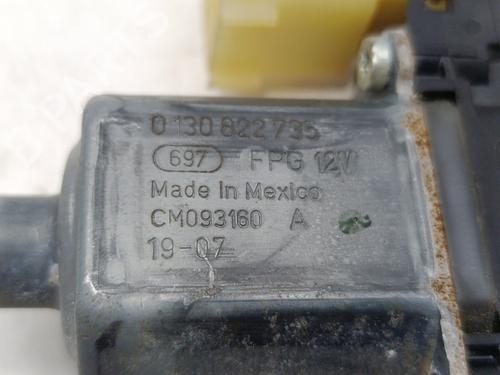 0 130 822 735
697 FPG 12V
Made in Mexico
CM093160 A
19-07